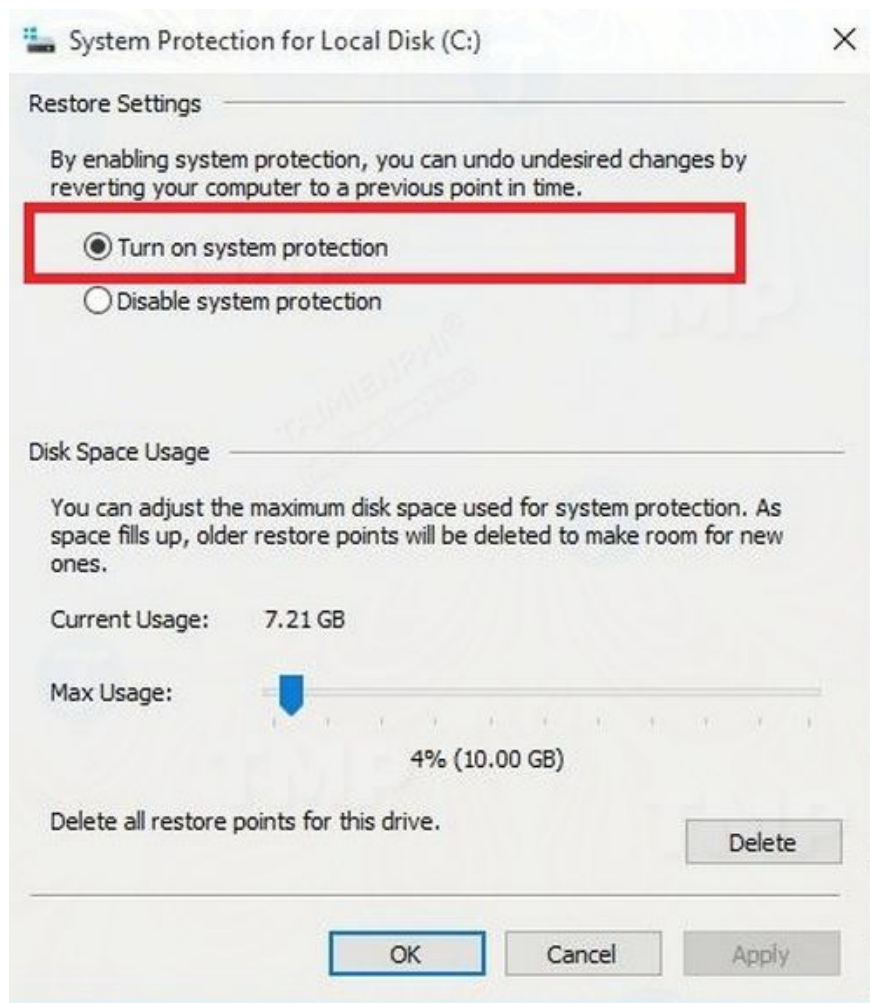 System Protection for Local Disk (C:)
Restore Settings
By enabling system protection, you can undo undesired changes by
reverting your computer to a previous point in time.
Turn on system protection
Disable system protection
TMP
TAIMIENPHI
Disk Space Usage
You can adjust the maximum disk space used for system protection. As
space fills up, older restore points will be deleted to make room for new
ones.
Current Usage: 7.21 GB
Max Usage:
4% (10.00 GB)
TMP
Delete all restore points for this drive.
TMP
Delete
OK Cancel Apply